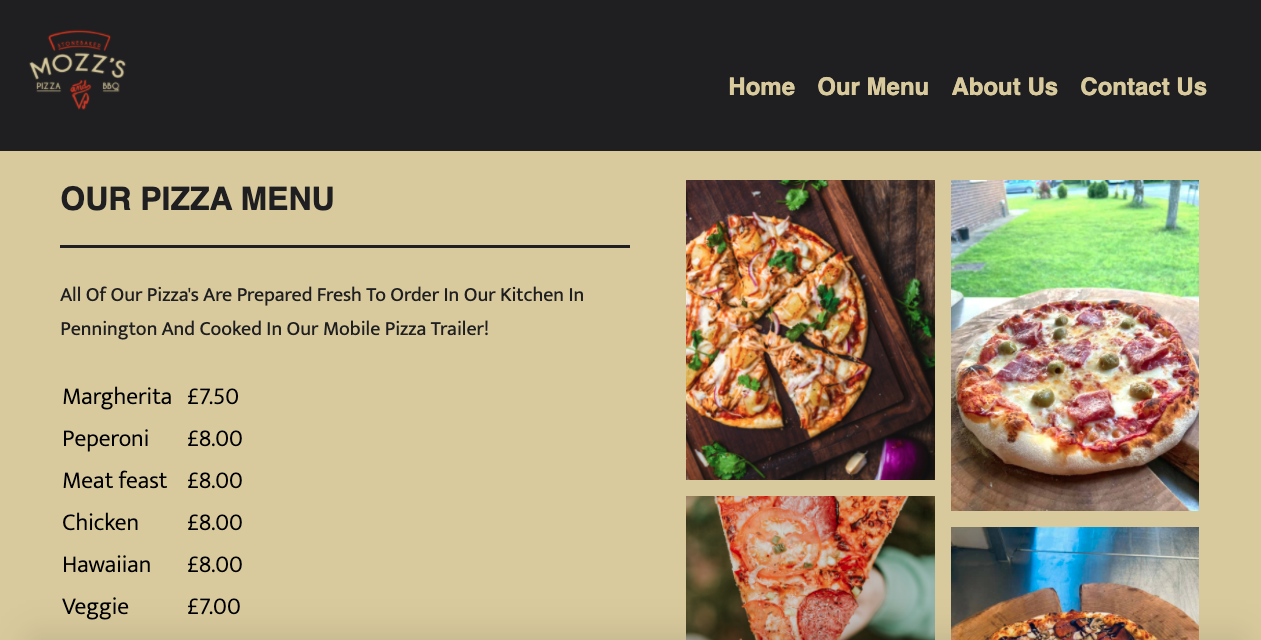 STONEBAKED
MOZZ'S
PIZZA and BBQ
Home Our Menu About Us Contact Us
OUR PIZZA MENU
All Of Our Pizza's Are Prepared Fresh To Order In Our Kitchen In
Pennington And Cooked In Our Mobile Pizza Trailer!
Margherita £7.50
Peperoni £8.00
Meat feast £8.00
Chicken £8.00
Hawaiian £8.00
Veggie £7.00